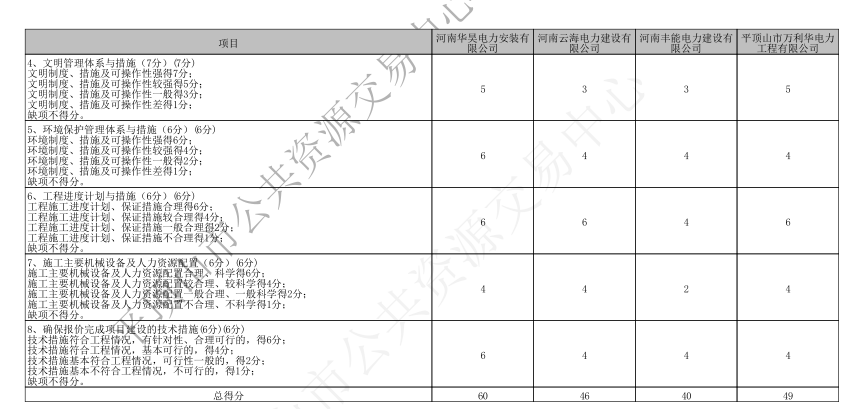 项目
河南华昊电力安装有限公司
河南云海电力建设有限公司
河南丰能电力建设有限公司
平顶山市万利华电力工程有限公司
4、文明管理体系与措施（7分）(7分)
文明制度、措施及可操作性强得7分；
文明制度、措施及可操作性较强得5分；
文明制度、措施及可操作性一般得3分；
文明制度、措施及可操作性差得1分；
缺项不得分。
5 3 3 5
5、环境保护管理体系与措施（6分）(6分)
环境制度、措施及可操作性强得6分；
环境制度、措施及可操作性较强得4分；
环境制度、措施及可操作性一般得2分；
环境制度、措施及可操作性差得1分；
缺项不得分。
6 4 4 4
6、工程进度计划与措施（6分）(6分)
工程施工进度计划、保证措施合理得6分；
工程施工进度计划、保证措施较合理得4分；
工程施工进度计划、保证措施一般合理得2分；
工程施工进度计划、保证措施不合理得1分；
缺项不得分。
6 6 4 6
7、施工主要机械设备及人力资源配置（6分）(6分)
施工主要机械设备及人力资源配置合理、科学得6分；
施工主要机械设备及人力资源配置较合理、较科学得4分；
施工主要机械设备及人力资源配置一般合理、一般科学得2分；
施工主要机械设备及人力资源配置不合理、不科学得1分；
缺项不得分。
4 4 2 4
8、确保报价完成项目建设的技术措施(6分)(6分)
技术措施符合工程情况，有针对性、合理可行的，得6分；
技术措施符合工程情况，基本可行的，得4分；
技术措施基本符合工程情况，可行性一般的，得2分；
技术措施基本不符合工程情况，不可行的，得1分；
缺项不得分。
6 4 4 4
总得分 60 46 40 49
平顶山市公共资源交易中心
山市公共资源交易中心